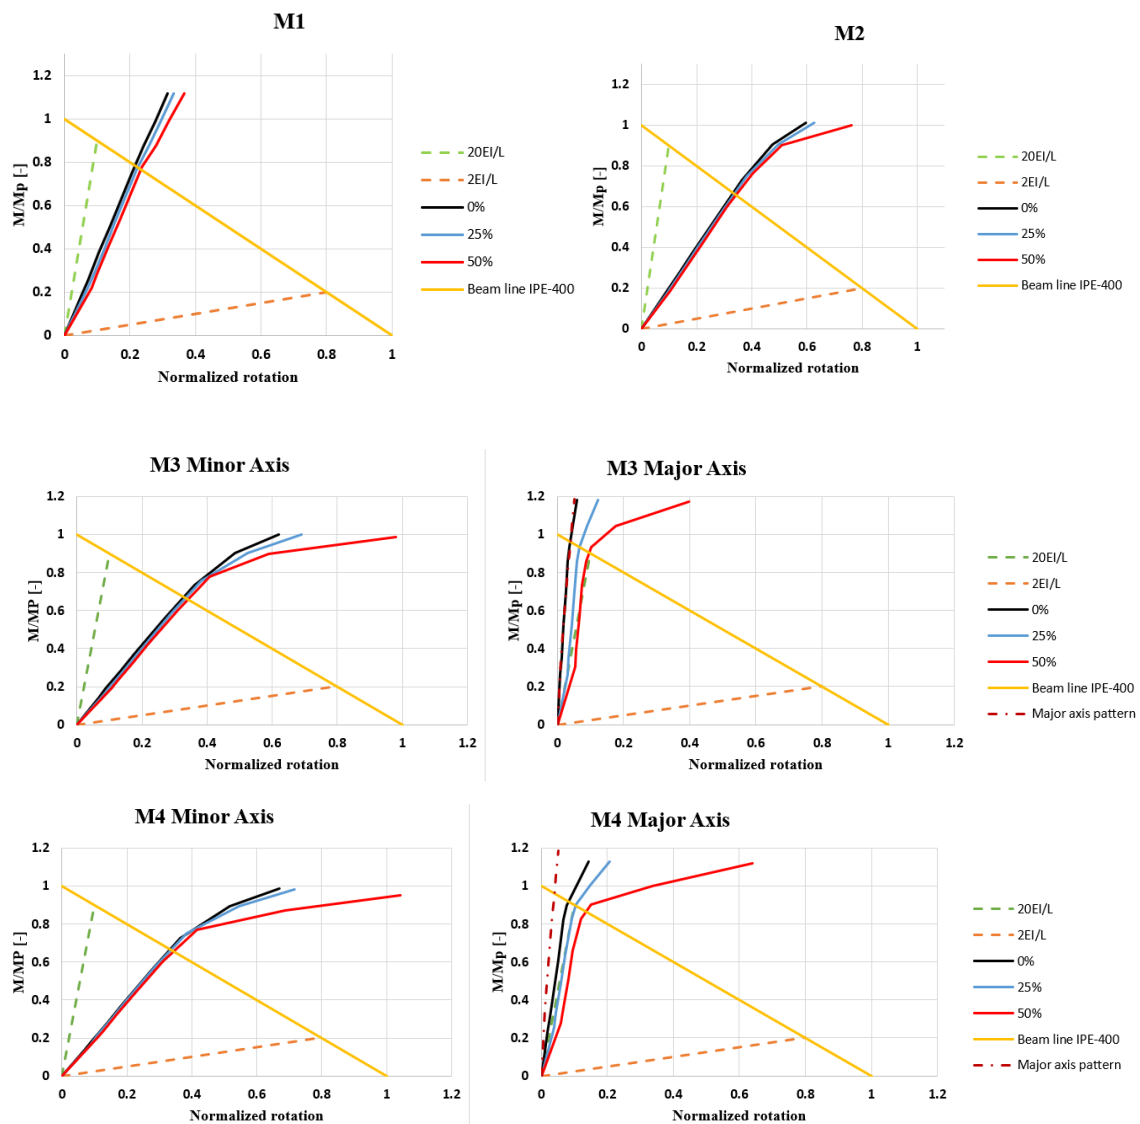 M1
1.2
1
0.8
0.6
0.4
0.2
0
0
0.2
0.4
0.6
0.8
1
M/Mp [-]
Normalized rotation
20EI/L
2EI/L
0%
25%
50%
Beam line IPE-400
M2
1.2
1
0.8
0.6
0.4
0.2
0
0
0.2
0.4
0.6
0.8
1
M/Mp [-]
Normalized rotation
20EI/L
2EI/L
0%
25%
50%
Beam line IPE-400
M3 Minor Axis
1.2
1
0.8
0.6
0.4
0.2
0
0
0.2
0.4
0.6
0.8
1
1.2
M/MP [-]
Normalized rotation
M3 Major Axis
1.2
1
0.8
0.6
0.4
0.2
0
0
0.2
0.4
0.6
0.8
1
1.2
M/Mp [-]
Normalized rotation
20EI/L
2EI/L
0%
25%
50%
Beam line IPE-400
Major axis pattern
M4 Minor Axis
1.2
1
0.8
0.6
0.4
0.2
0
0
0.2
0.4
0.6
0.8
1
1.2
M/MP [-]
Normalized rotation
M4 Major Axis
1.2
1
0.8
0.6
0.4
0.2
0
0
0.2
0.4
0.6
0.8
1
1.2
M/Mp [-]
Normalized rotation
20EI/L
2EI/L
0%
25%
50%
Beam line IPE-400
Major axis pattern